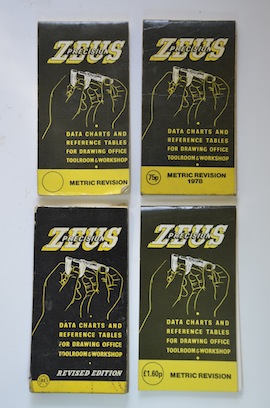 ZEUS
PRECISION
DATA CHARTS AND
REFERENCE TABLES
FOR DRAWING OFFICE
TOOLROOM & WORKSHOP
METRIC REVISION
ZEUS
PRECISION
DATA CHARTS AND
REFERENCE TABLES
FOR DRAWING OFFICE
TOOLROOM & WORKSHOP
75p
METRIC REVISION
1978
ZEUS
PRECISION
DATA CHARTS AND
REFERENCE TABLES
FOR DRAWING OFFICE
TOOLROOM & WORKSHOP
REVISED EDITION
ZEUS
PRECISION
DATA CHARTS AND
REFERENCE TABLES
FOR DRAWING OFFICE
TOOLROOM & WORKSHOP
£1.60p
METRIC REVISION